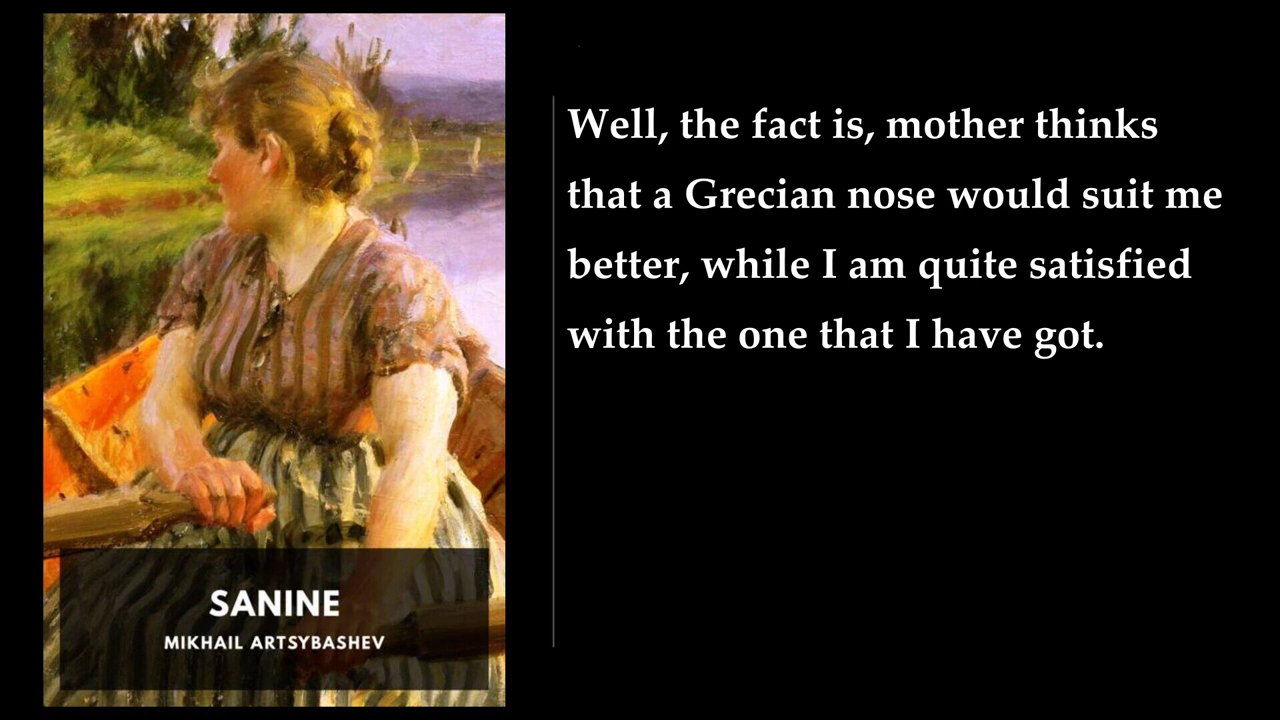 SANINE
MIKHAIL ARTSYBASHEV
Well, the fact is, mother thinks
that a Grecian nose would suit me
better, while I am quite satisfied
with the one that I have got.